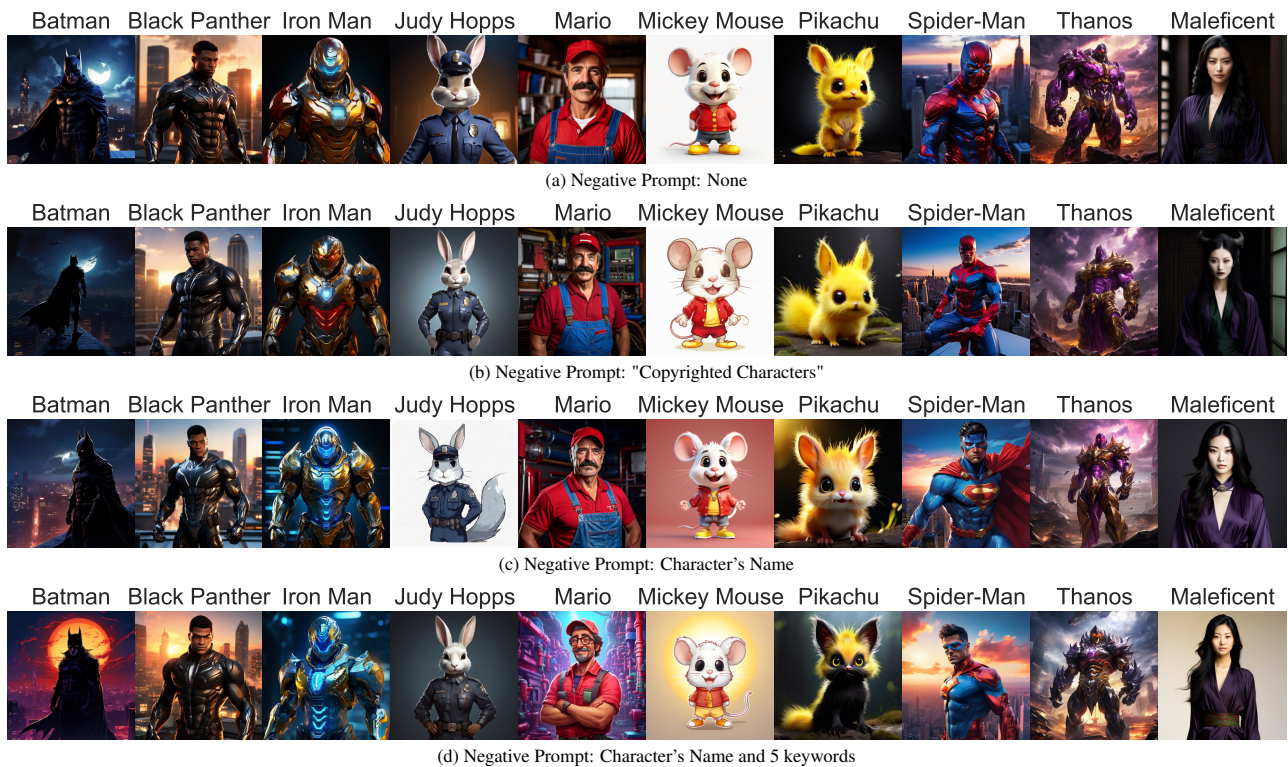 Batman Black Panther Iron Man Judy Hopps Mario Mickey Mouse Pikachu Spider-Man Thanos Maleficent
(a) Negative Prompt: None
Batman Black Panther Iron Man Judy Hopps Mario Mickey Mouse Pikachu Spider-Man Thanos Maleficent
(b) Negative Prompt: "Copyrighted Characters"
Batman Black Panther Iron Man Judy Hopps Mario Mickey Mouse Pikachu Spider-Man Thanos Maleficent
(c) Negative Prompt: Character's Name
Batman Black Panther Iron Man Judy Hopps Mario Mickey Mouse Pikachu Spider-Man Thanos Maleficent
(d) Negative Prompt: Character's Name and 5 keywords